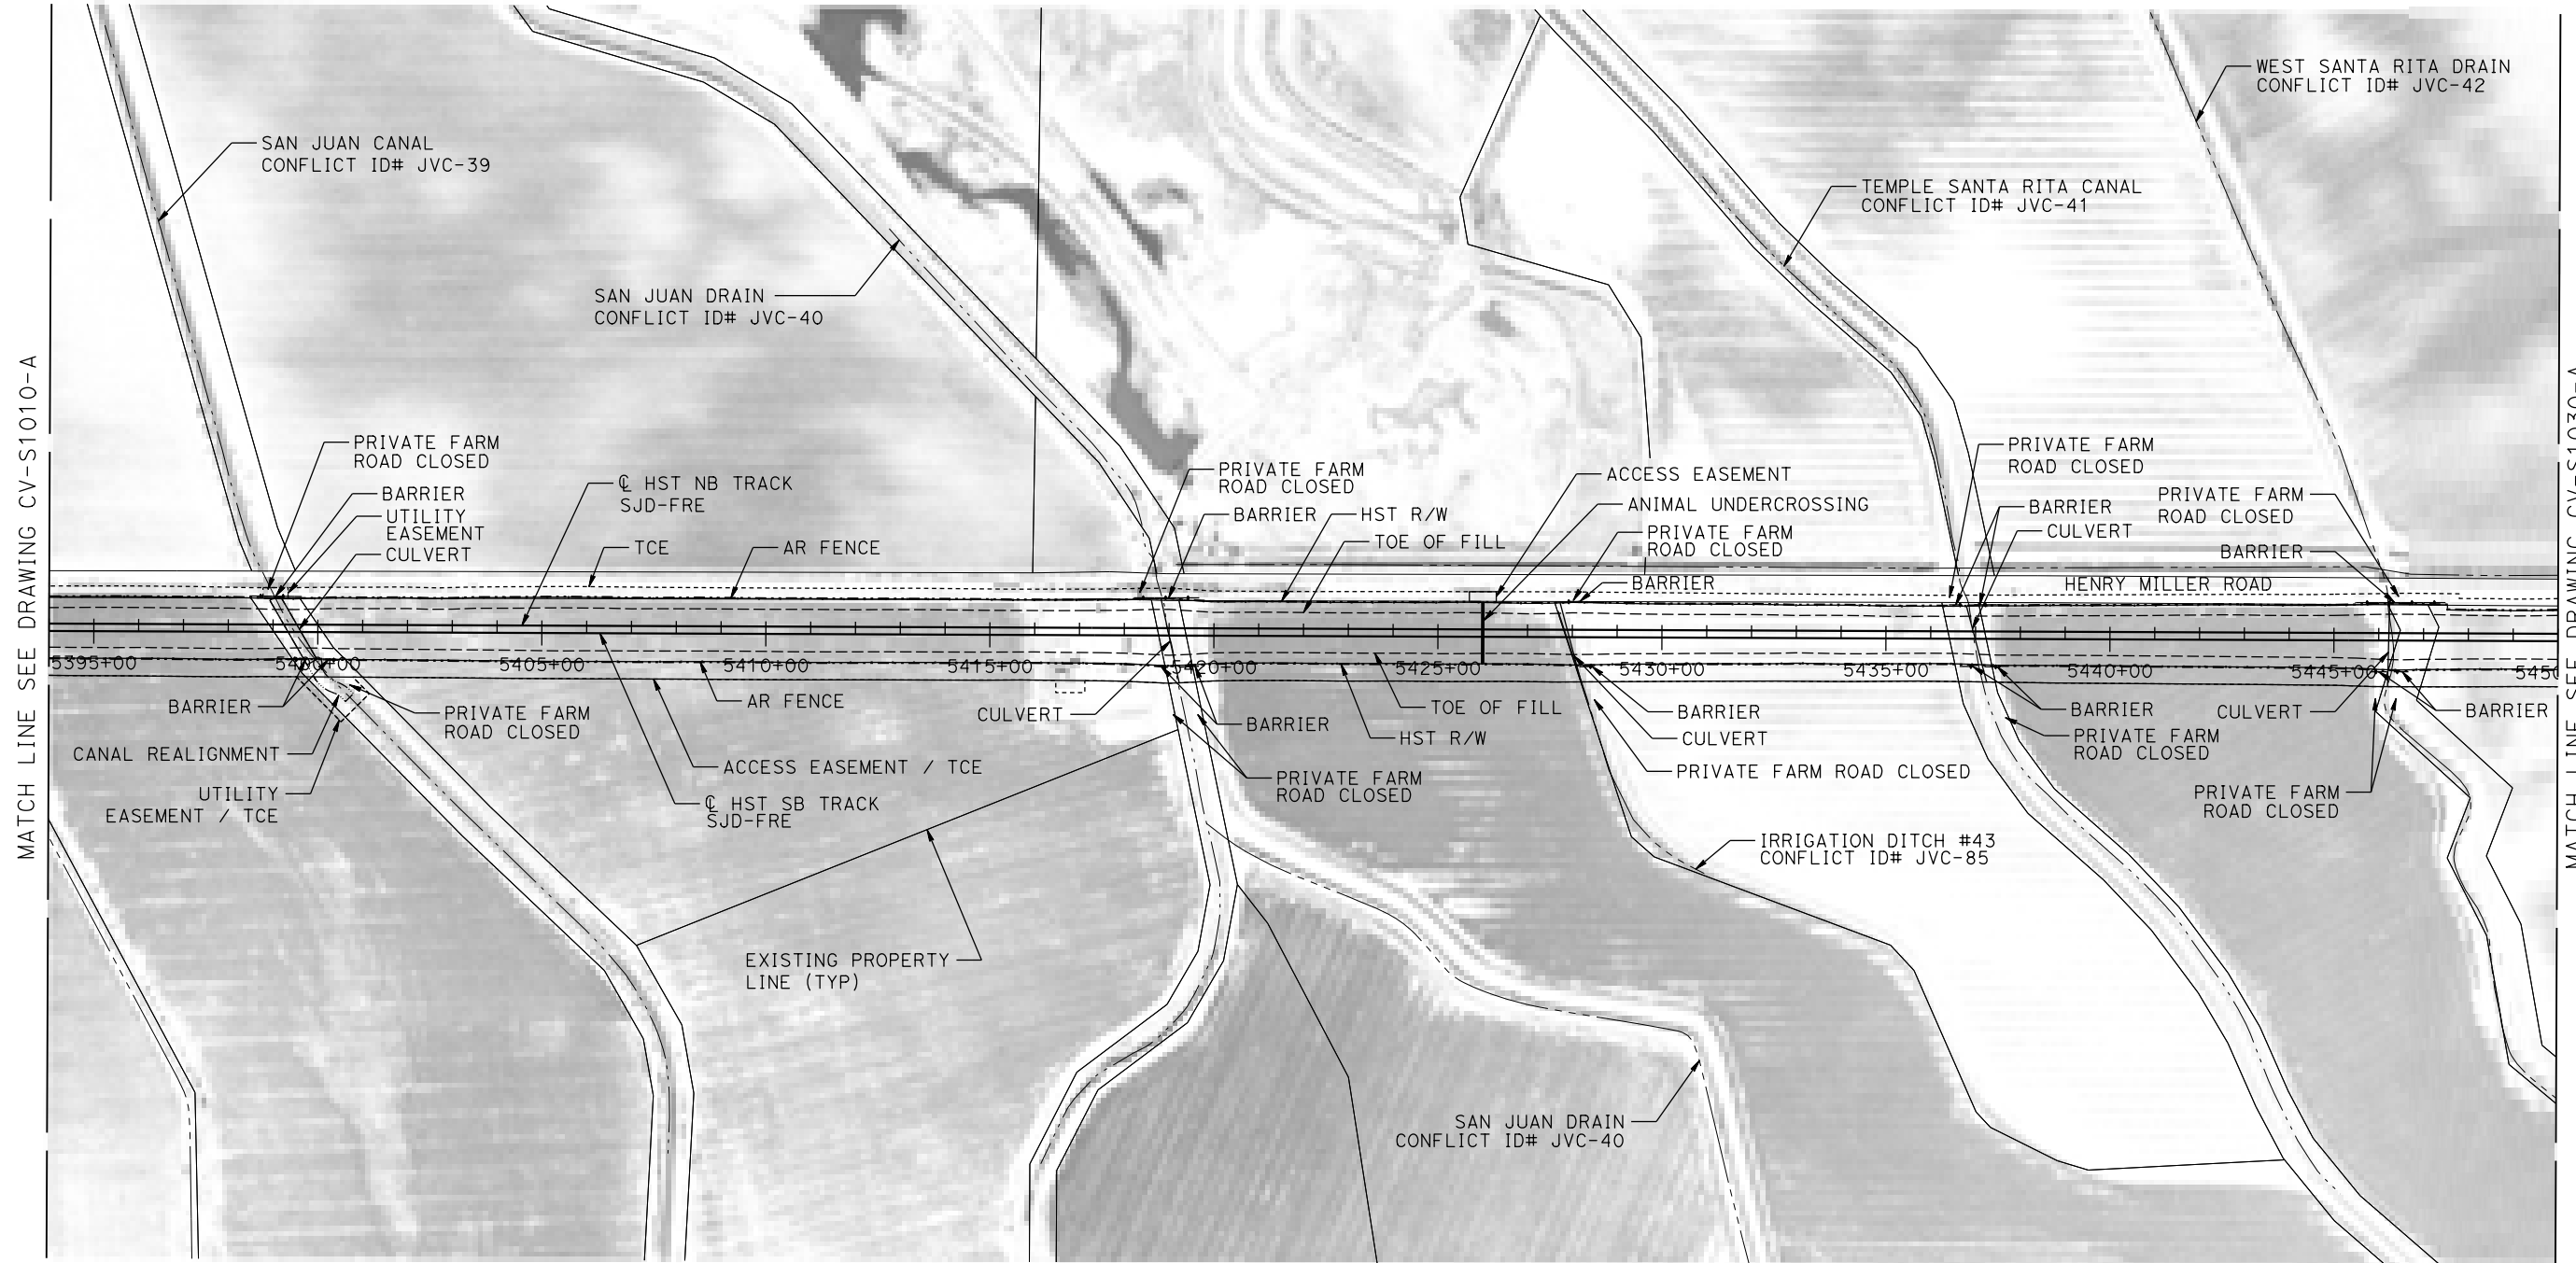 WEST SANTA RITA DRAIN
CONFLICT ID# JVC-42
SAN JUAN CANAL
CONFLICT ID# JVC-39
TEMPLE SANTA RITA CANAL
CONFLICT ID# JVC-41
SAN JUAN DRAIN
CONFLICT ID# JVC-40
MATCH LINE SEE DRAWING CV-S1010-A
MATCH LINE SEE DRAWING CV-S1030-A
PRIVATE FARM
ROAD CLOSED
BARRIER
UTILITY
EASEMENT
CULVERT
℄ HST NB TRACK
SJD-FRE
TCE
AR FENCE
PRIVATE FARM
ROAD CLOSED
BARRIER
HST R/W
TOE OF FILL
ACCESS EASEMENT
ANIMAL UNDERCROSSING
PRIVATE FARM
ROAD CLOSED
BARRIER
PRIVATE FARM
ROAD CLOSED
BARRIER
CULVERT
PRIVATE FARM
ROAD CLOSED
BARRIER
HENRY MILLER ROAD
5395+00
5400+00
5405+00
5410+00
5415+00
5420+00
5425+00
5430+00
5435+00
5440+00
5445+00
5450
BARRIER
CANAL REALIGNMENT
UTILITY
EASEMENT / TCE
PRIVATE FARM
ROAD CLOSED
AR FENCE
ACCESS EASEMENT / TCE
℄ HST SB TRACK
SJD-FRE
CULVERT
BARRIER
PRIVATE FARM
ROAD CLOSED
TOE OF FILL
HST R/W
BARRIER
CULVERT
PRIVATE FARM ROAD CLOSED
BARRIER
PRIVATE FARM
ROAD CLOSED
CULVERT
BARRIER
PRIVATE FARM
ROAD CLOSED
IRRIGATION DITCH #43
CONFLICT ID# JVC-85
EXISTING PROPERTY
LINE (TYP)
SAN JUAN DRAIN
CONFLICT ID# JVC-40